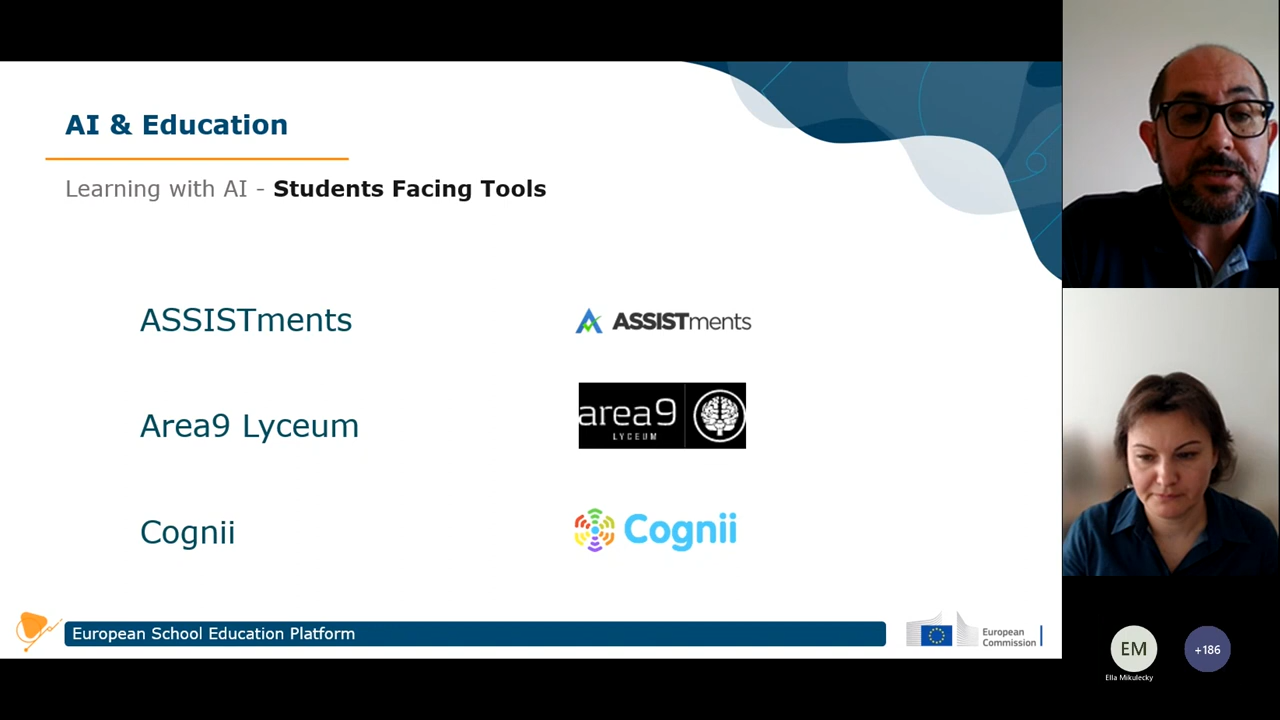 AI & Education
Learning with AI - Students Facing Tools
ASSISTments
ASSISTments
Area9 Lyceum
area9
LYCEUM
Cognii
Cognii
European School Education Platform
European
Commission
EM
+186
Ella Mikulecky